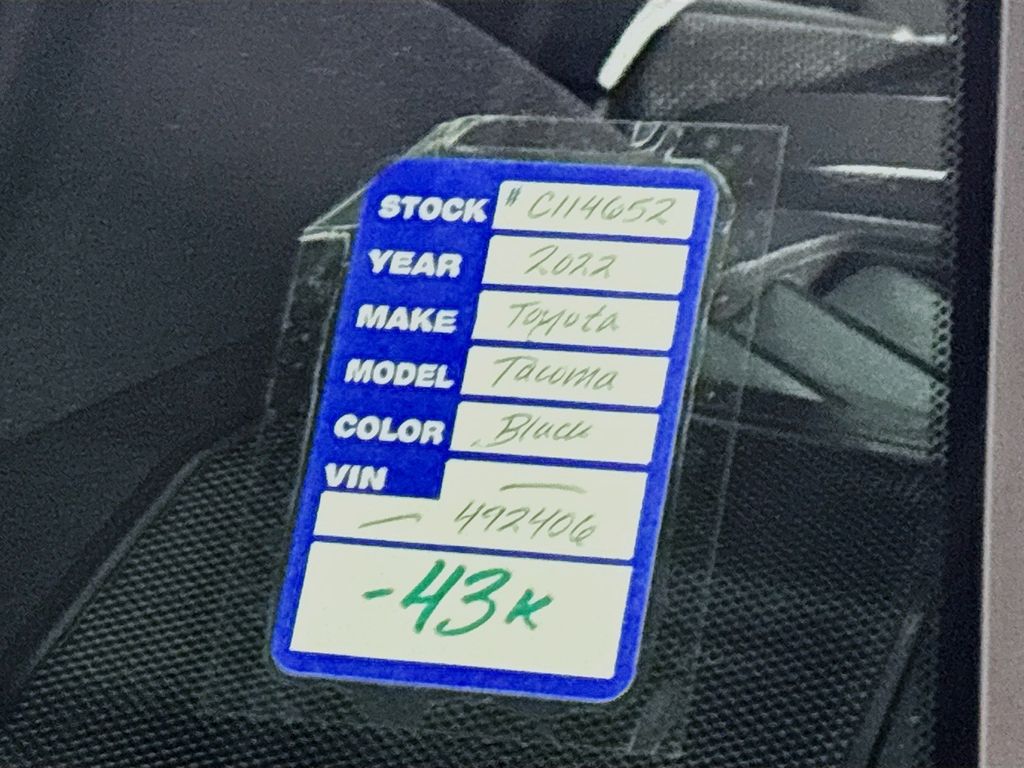 STOCK # C114652
YEAR 2022
MAKE Toyota
MODEL Tacoma
COLOR Black
VIN —
— 492406
-43K